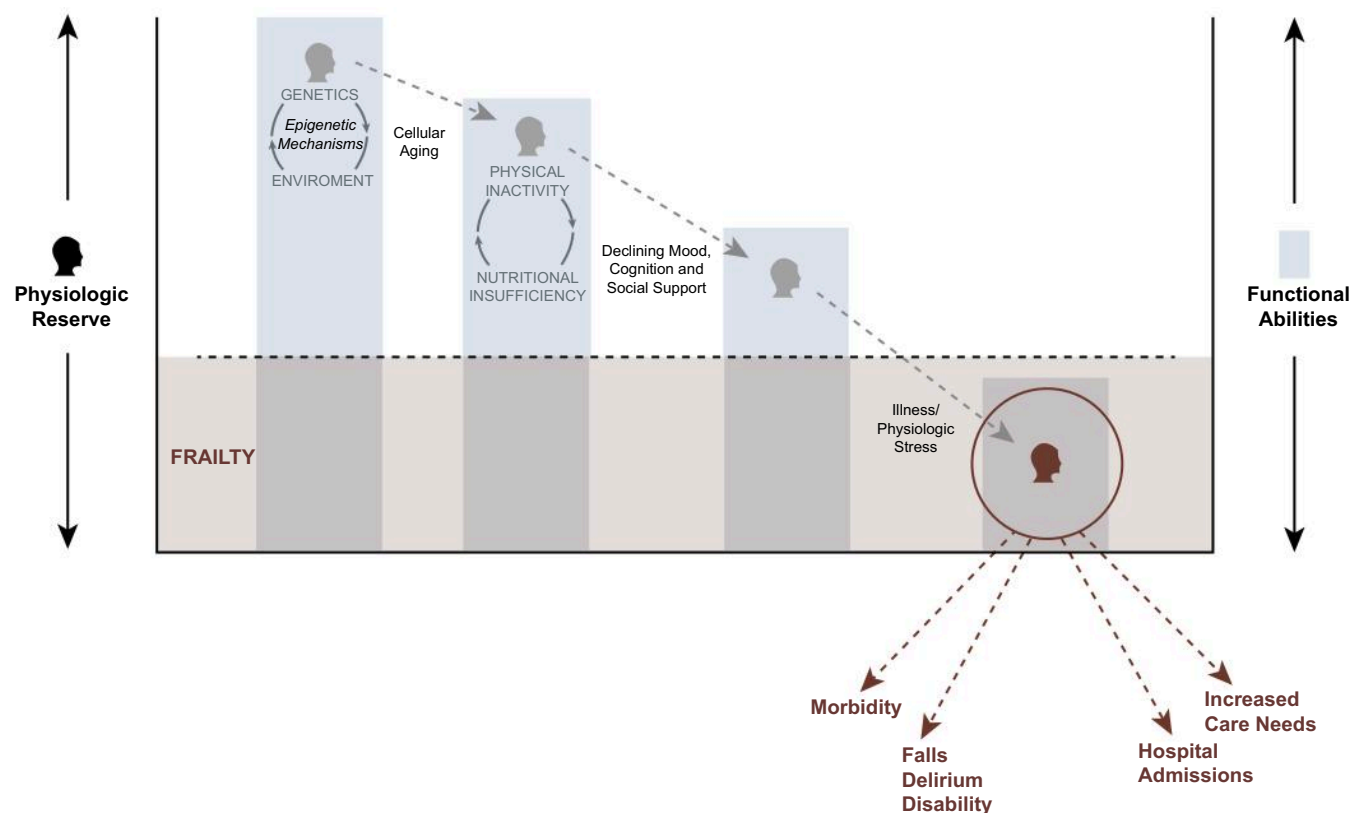 GENETICS
Epigenetic
Mechanisms
ENVIROMENT
Cellular
Aging
PHYSICAL
INACTIVITY
NUTRITIONAL
INSUFFICIENCY
Declining Mood,
Cognition and
Social Support
Physiologic
Reserve
Functional
Abilities
Illness/
Physiologic
Stress
FRAILTY
Morbidity
Falls
Delirium
Disability
Hospital
Admissions
Increased
Care Needs